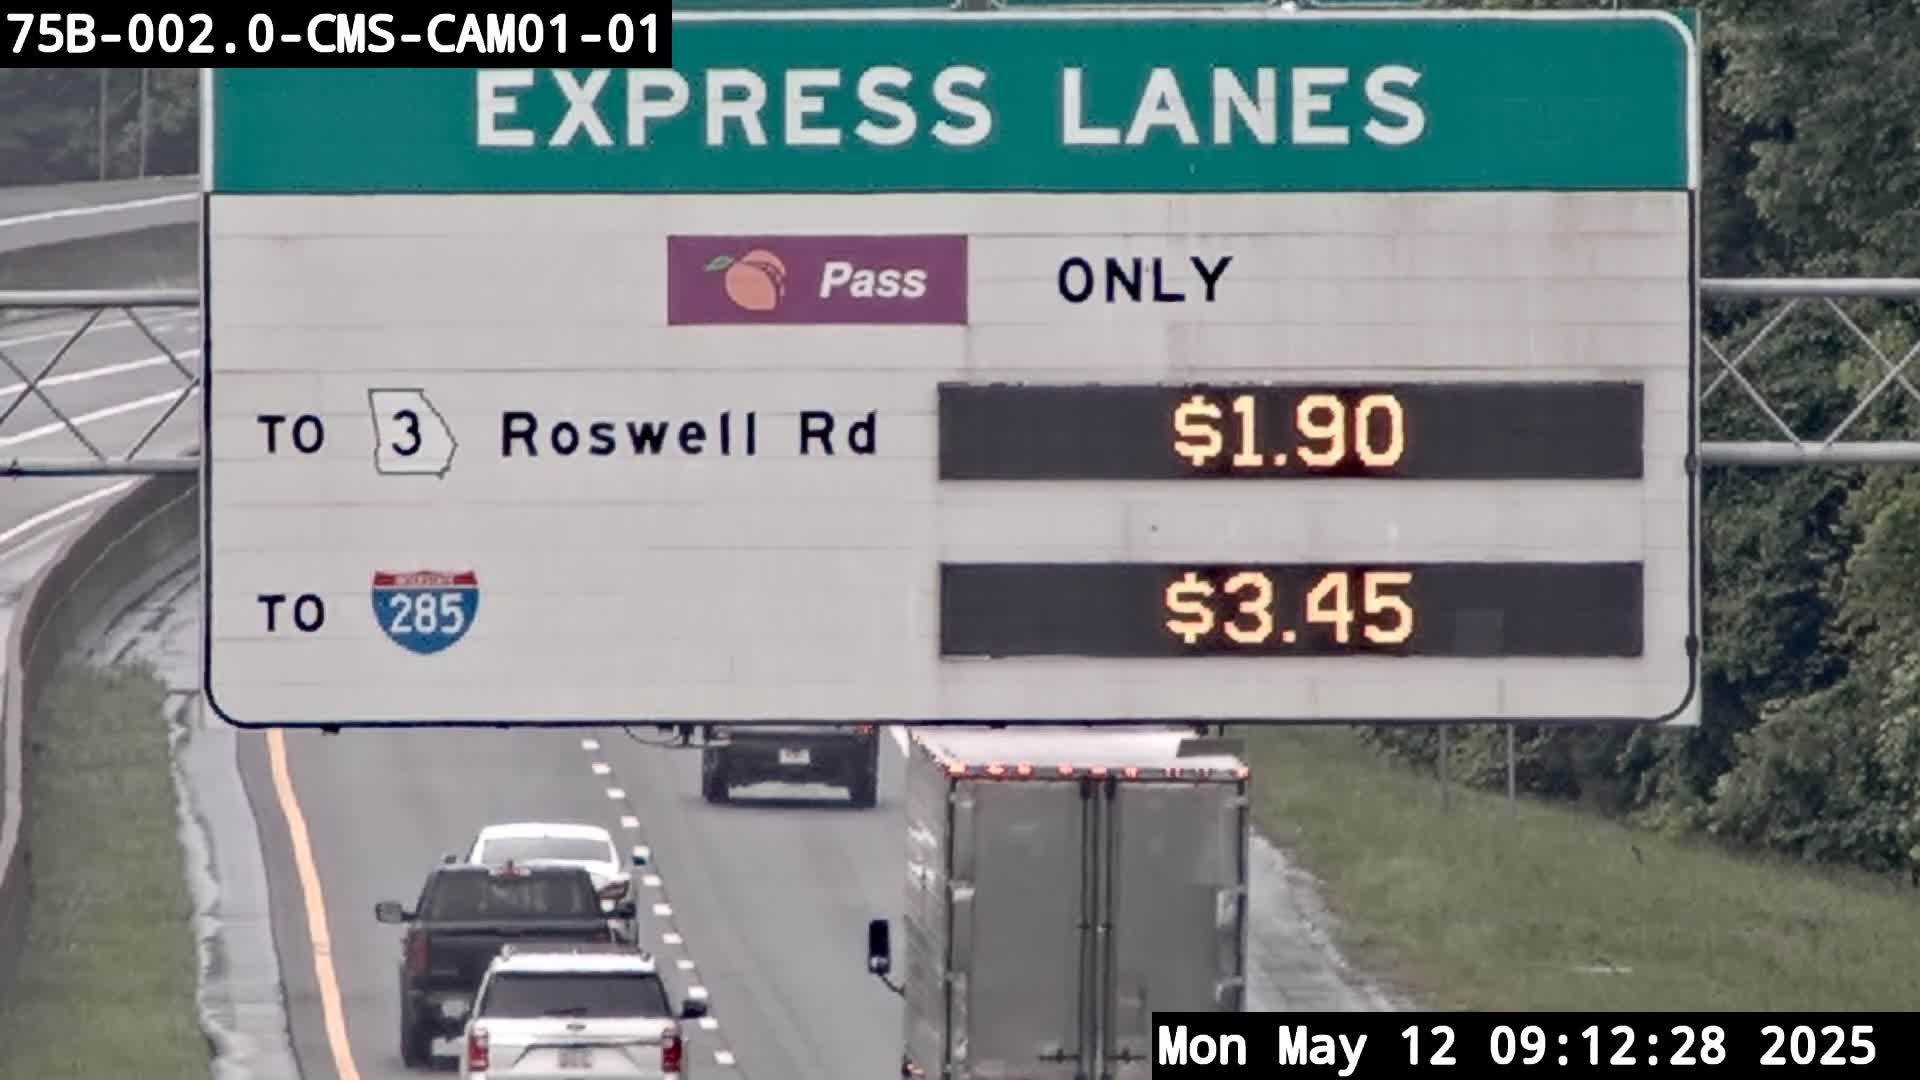 75B-002.0-CMS-CAM01-01
EXPRESS LANES
Pass ONLY
TO 3 Roswell Rd $1.90
INTERSTATE
TO 285 $3.45
Mon May 12 09:12:28 2025